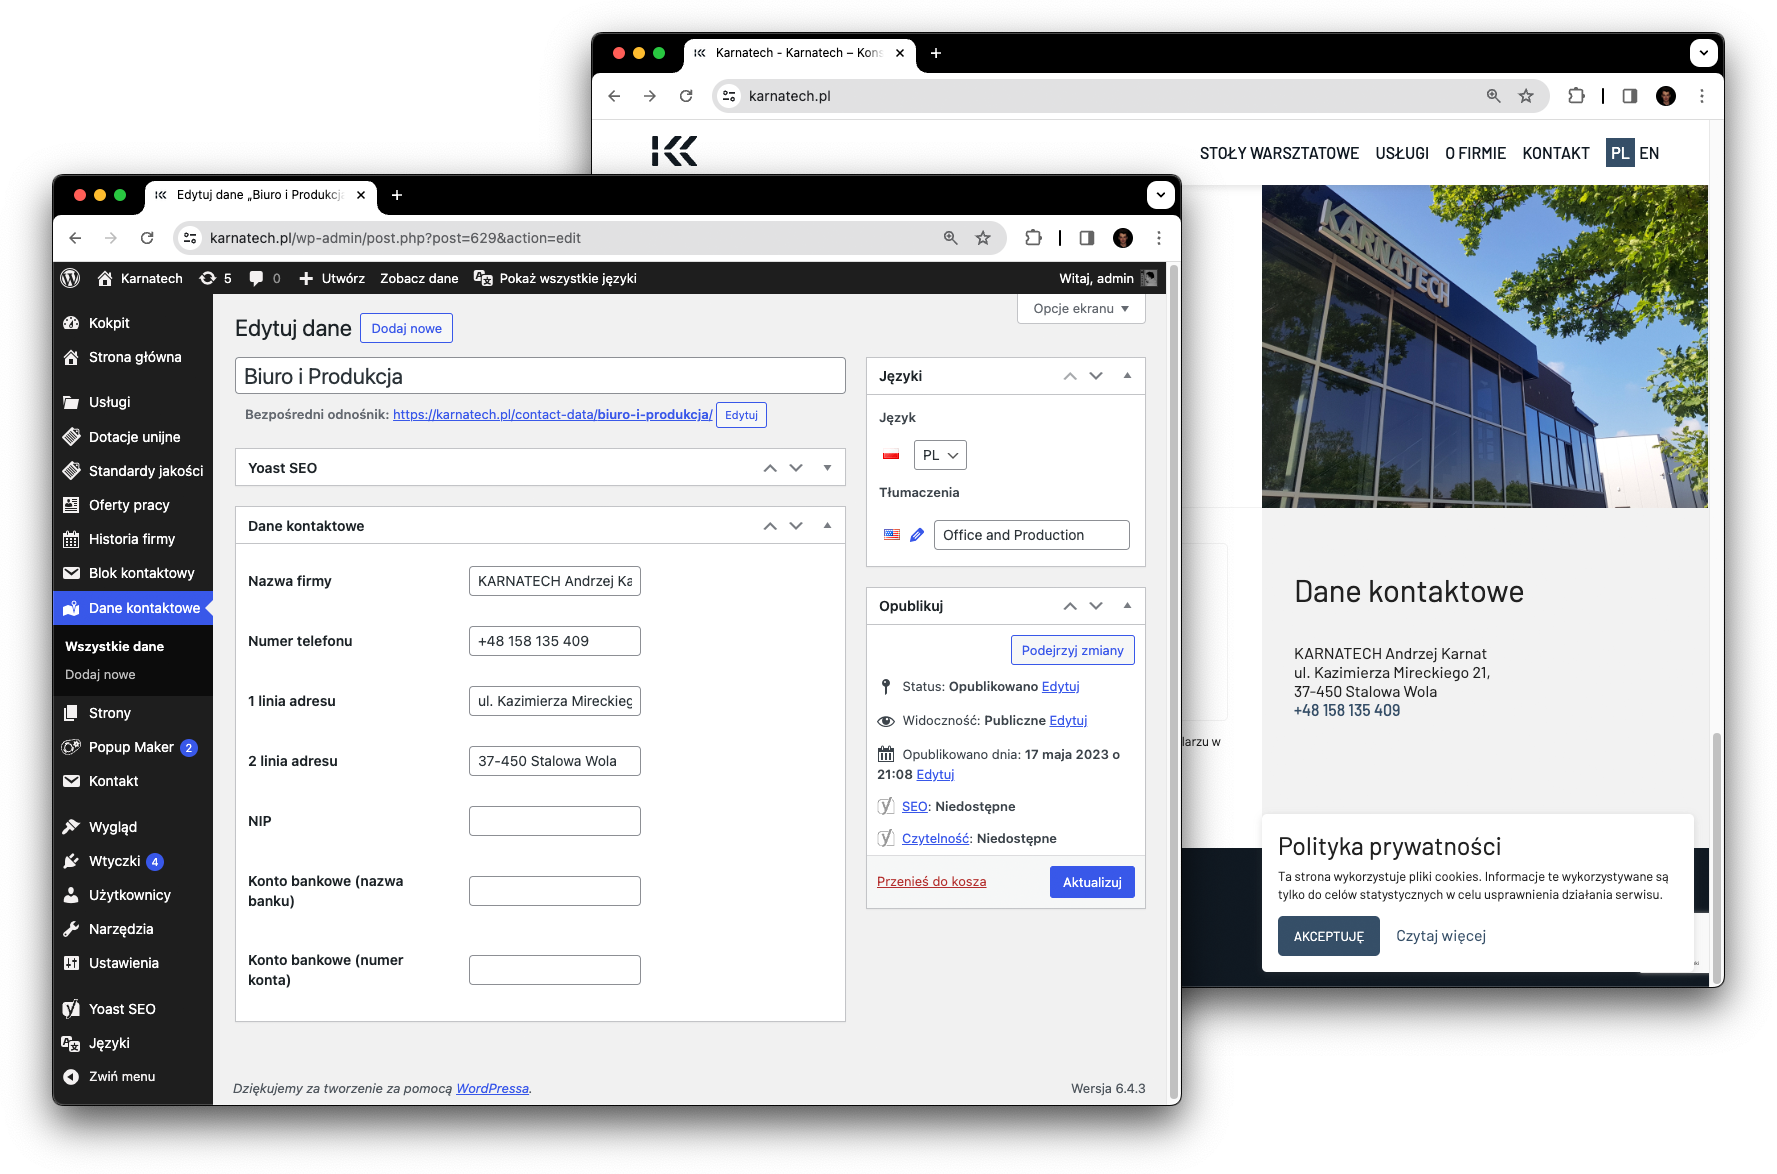 Karnatech - Karnatech – Kons
karnatech.pl
STOŁY WARSZTATOWE USŁUGI O FIRMIE KONTAKT PL EN
KARNATECH
Dane kontaktowe
KARNATECH Andrzej Karnat
ul. Kazimierza Mireckiego 21,
37-450 Stalowa Wola
+48 158 135 409
larzu w
Polityka prywatności
Ta strona wykorzystuje pliki cookies. Informacje te wykorzystywane są
tylko do celów statystycznych w celu usprawnienia działania serwisu.
AKCEPTUJĘ Czytaj więcej
Edytuj dane „Biuro i Produkcja
karnatech.pl/wp-admin/post.php?post=629&action=edit
Karnatech 5 0 Utwórz Zobacz dane Pokaż wszystkie języki Witaj, admin
Kokpit
Strona główna
Usługi
Dotacje unijne
Standardy jakości
Oferty pracy
Historia firmy
Blok kontaktowy
Dane kontaktowe
Wszystkie dane
Dodaj nowe
Strony
Popup Maker 2
Kontakt
Wygląd
Wtyczki 4
Użytkownicy
Narzędzia
Ustawienia
Yoast SEO
Języki
Zwiń menu
Opcje ekranu
Edytuj dane Dodaj nowe
Biuro i Produkcja
Bezpośredni odnośnik: https://karnatech.pl/contact-data/biuro-i-produkcja/ Edytuj
Yoast SEO
Dane kontaktowe
Nazwa firmy KARNATECH Andrzej Ka
Numer telefonu +48 158 135 409
1 linia adresu ul. Kazimierza Mireckieg
2 linia adresu 37-450 Stalowa Wola
NIP
Konto bankowe (nazwa
banku)
Konto bankowe (numer
konta)
Języki
Język
PL
Tłumaczenia
Office and Production
Opublikuj
Podejrzyj zmiany
Status: Opublikowano Edytuj
Widoczność: Publiczne Edytuj
Opublikowano dnia: 17 maja 2023 o
21:08 Edytuj
SEO: Niedostępne
Czytelność: Niedostępne
Przenieś do kosza Aktualizuj
Dziękujemy za tworzenie za pomocą WordPressa. Wersja 6.4.3